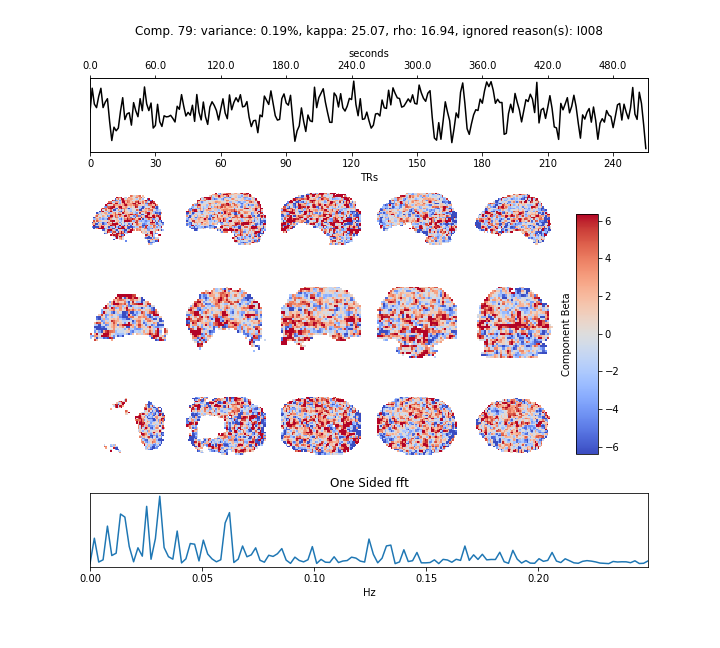 Comp. 79: variance: 0.19%, kappa: 25.07, rho: 16.94, ignored reason(s): I008
seconds
0.0 60.0 120.0 180.0 240.0 300.0 360.0 420.0 480.0
0 30 60 90 120 150 180 210 240
TRs
6
4
2
0
−2
−4
−6
Component Beta
One Sided fft
0.00 0.05 0.10 0.15 0.20
Hz